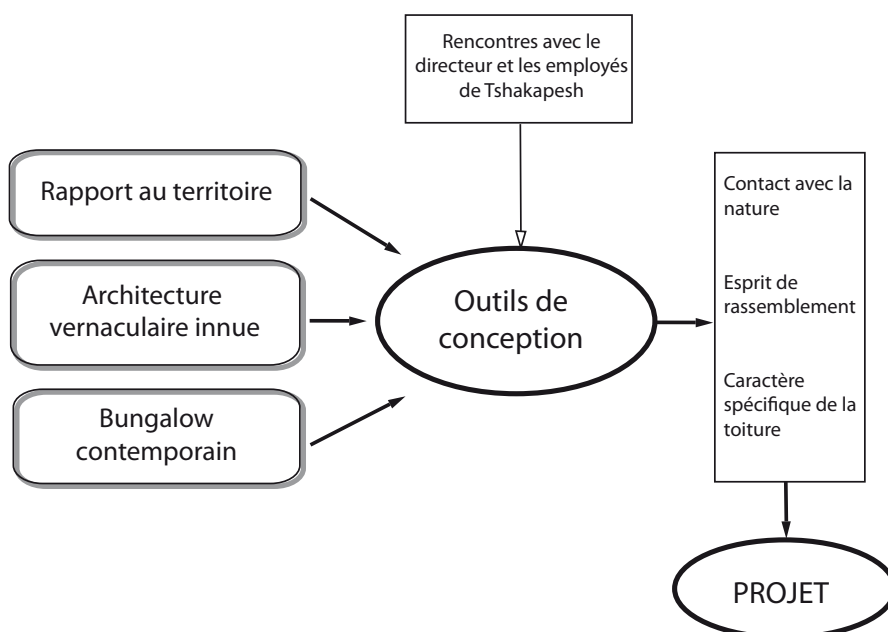 Rencontres avec le
directeur et les employés
de Tshakapesh
Rapport au territoire
Architecture
vernaculaire innue
Bungalow
contemporain
Outils de
conception
Contact avec la
nature
Esprit de
rassemblement
Caractère
spécifique de la
toiture
PROJET